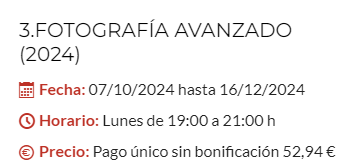 3.FOTOGRAFÍA AVANZADO
(2024)
Fecha: 07/10/2024 hasta 16/12/2024
Horario: Lunes de 19:00 a 21:00 h
Precio: Pago único sin bonificación 52,94 €